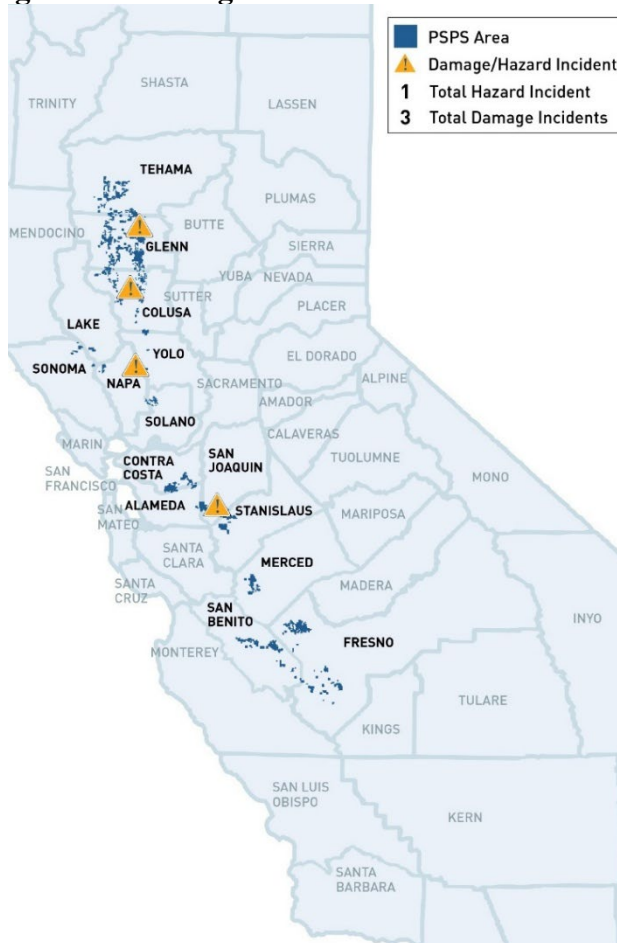 PSPS Area
Damage/Hazard Incident
1 Total Hazard Incident
3 Total Damage Incidents
TRINITY
SHASTA
LASSEN
TEHAMA
PLUMAS
MENDOCINO
BUTTE
GLENN
SIERRA
YUBA
NEVADA
SUTTER
COLUSA
PLACER
LAKE
YOLO
EL DORADO
SONOMA
NAPA
SACRAMENTO
ALPINE
AMADOR
SOLANO
CALAVERAS
MARIN
SAN
JOAQUIN
TUOLUMNE
CONTRA
COSTA
MONO
SAN
FRANCISCO
ALAMEDA
STANISLAUS
SAN
MATEO
MARIPOSA
SANTA
CLARA
MERCED
MADERA
SANTA
CRUZ
SAN
BENITO
INYO
FRESNO
MONTEREY
TULARE
KINGS
SAN LUIS
OBISPO
KERN
SANTA
BARBARA